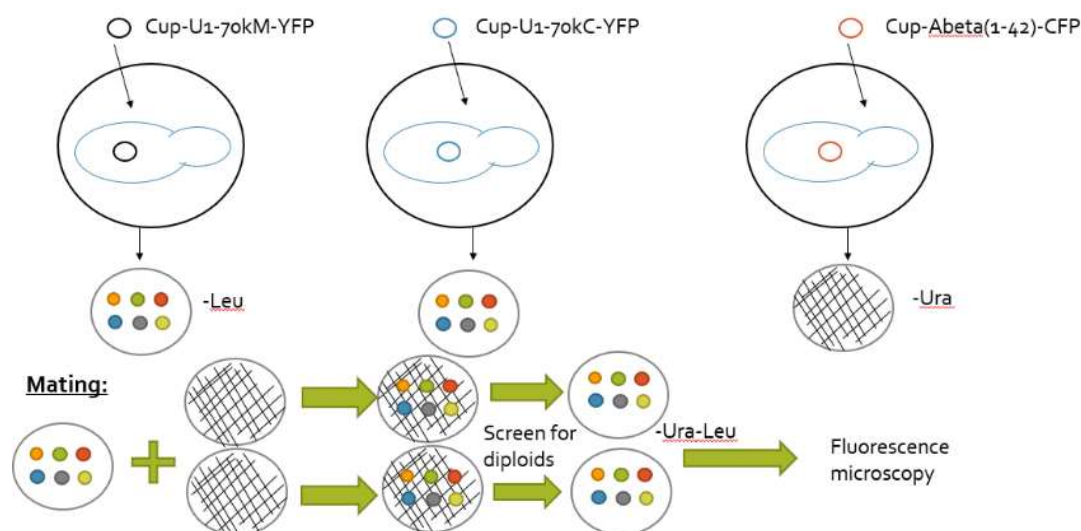 Cup-U1-70kM-YFP
Cup-U1-70kC-YFP
Cup-Abeta(1-42)-CFP
-Leu
-Ura
Mating:
Screen for
diploids
-Ura-Leu
Fluorescence
microscopy